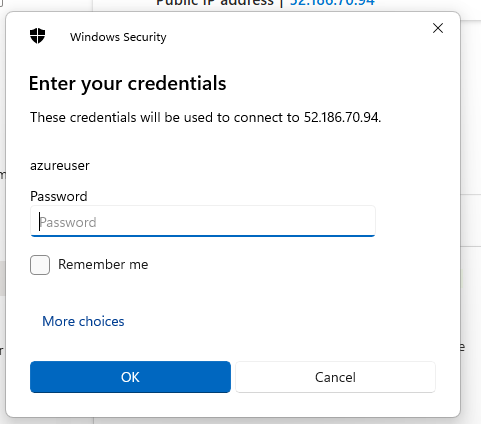 Public IP address | 52.186.70.94
Windows Security
Enter your credentials
These credentials will be used to connect to 52.186.70.94.
azureuser
Password
Password
Remember me
More choices
OK
Cancel